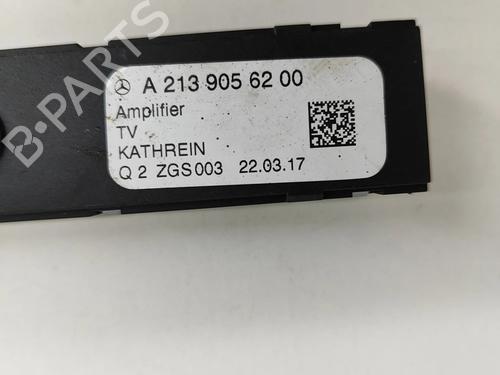 A 213 905 62 00
Amplifier
TV
KATHREIN
Q 2 ZGS003 22.03.17
B-PARTS